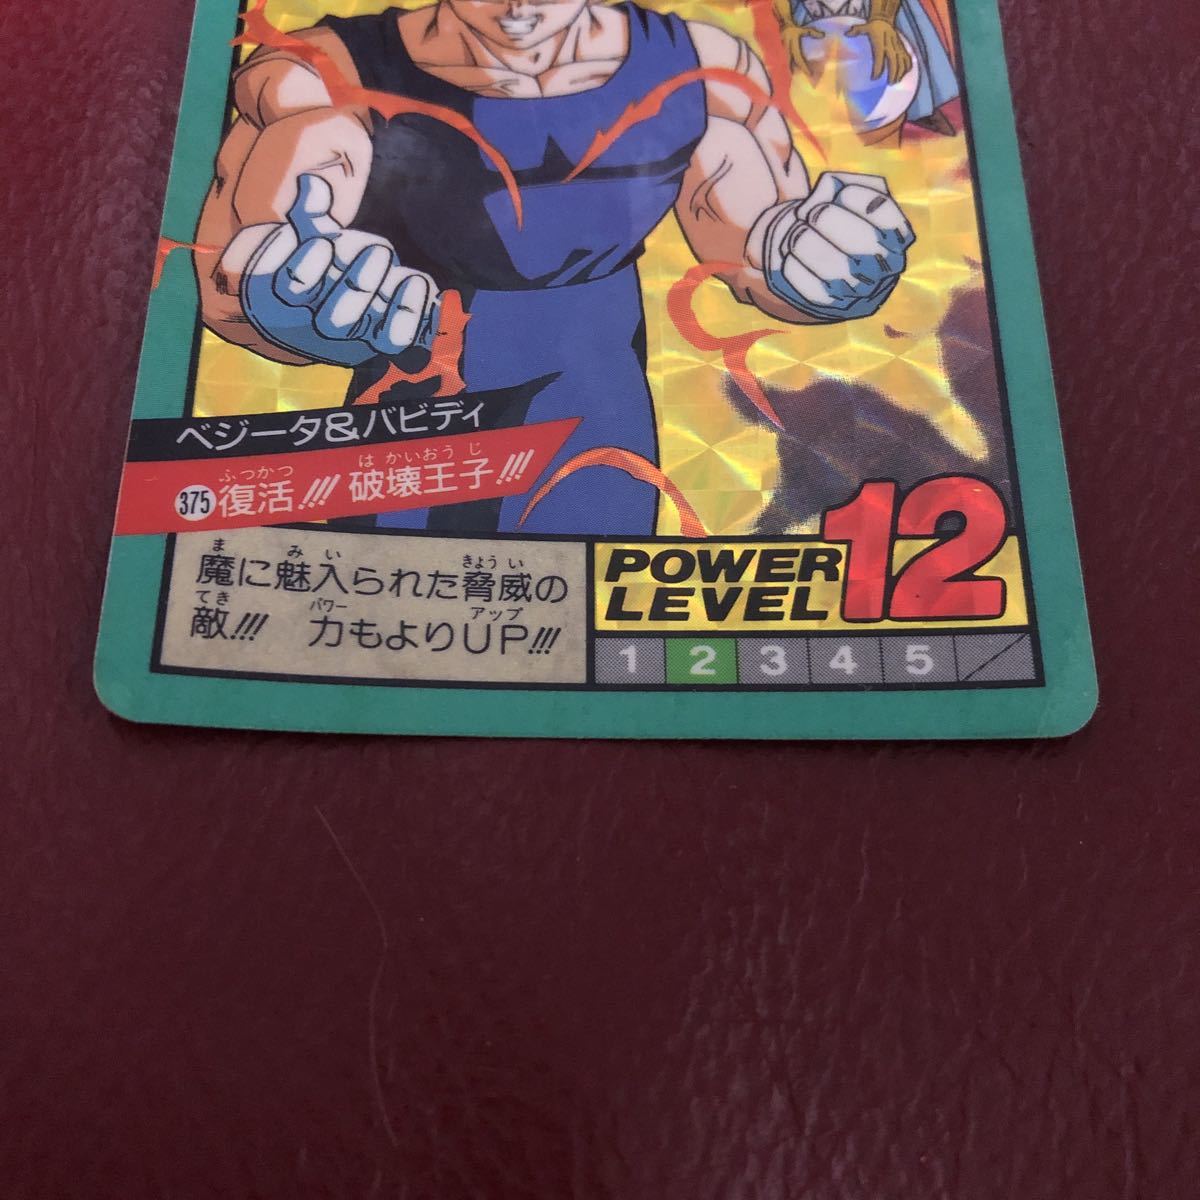 ベジータ&バビディ
ふっかつ はかいおうじ
375 復活!!! 破壊王子!!!
ま みい きょうい
魔に魅入られた脅威の
てき パワー アップ
敵!!! 力もよりUP!!!
POWER LEVEL 12
1 2 3 4 5